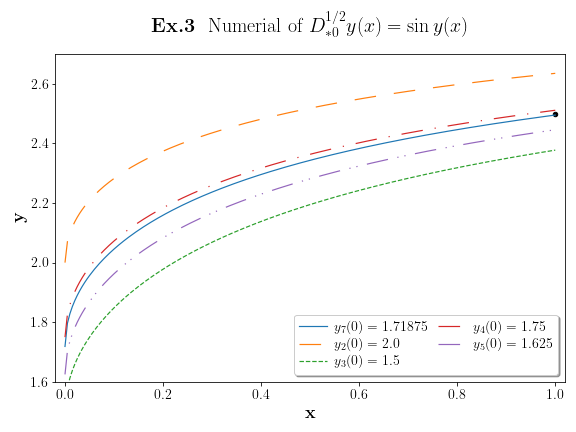 Ex.3 Numerial of $D_{*0}^{1/2}y(x) = \sin y(x)$
y
2.6
2.4
2.2
2.0
1.8
1.6
0.0 0.2 0.4 0.6 0.8 1.0
x
$y_7(0) = 1.71875$ $y_4(0) = 1.75$
$y_2(0) = 2.0$ $y_5(0) = 1.625$
$y_3(0) = 1.5$